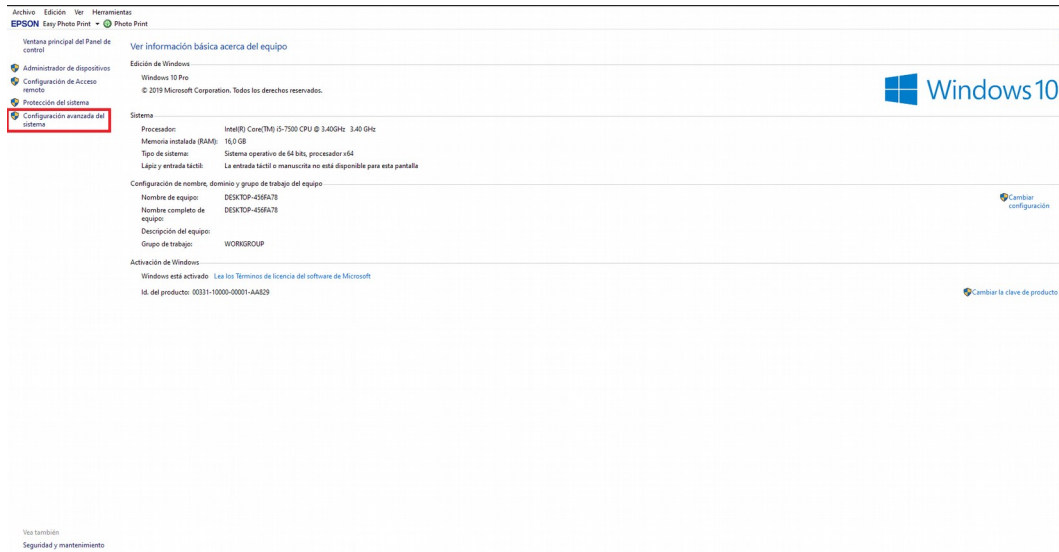 Archivo Edición Ver Herramientas
EPSON Easy Photo Print Photo Print
Ventana principal del Panel de
control
Administrador de dispositivos
Configuración de Acceso
remoto
Protección del sistema
Configuración avanzada del
sistema
Ver información básica acerca del equipo
Edición de Windows
Windows 10 Pro
© 2019 Microsoft Corporation. Todos los derechos reservados.
Windows 10
Sistema
Procesador: Intel(R) Core(TM) i5-7500 CPU @ 3.40GHz 3.40 GHz
Memoria instalada (RAM): 16,0 GB
Tipo de sistema: Sistema operativo de 64 bits, procesador x64
Lápiz y entrada táctil: La entrada táctil o manuscrita no está disponible para esta pantalla
Configuración de nombre, dominio y grupo de trabajo del equipo
Nombre de equipo: DESKTOP-456FA78
Cambiar
configuración
Nombre completo de
equipo: DESKTOP-456FA78
Descripción del equipo:
Grupo de trabajo: WORKGROUP
Activación de Windows
Windows está activado Lea los Términos de licencia del software de Microsoft
Id. del producto: 00331-10000-00001-AA829
Cambiar la clave de producto
Vea también
Seguridad y mantenimiento